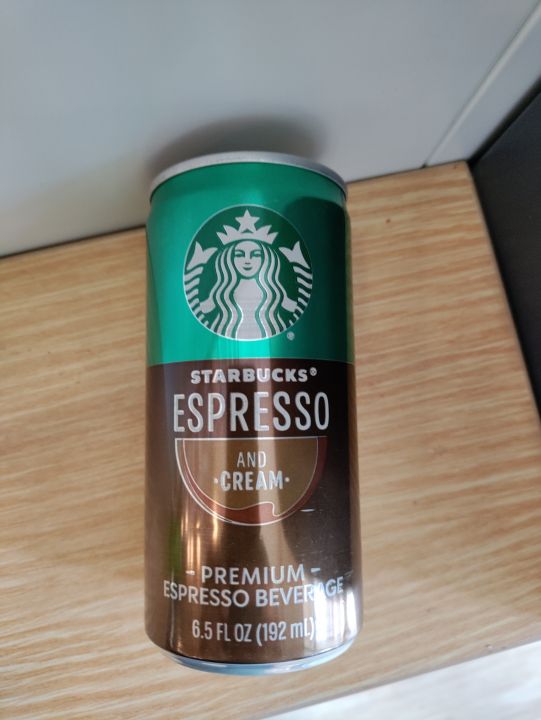 STARBUCKS®
ESPRESSO
AND
·CREAM·
– PREMIUM –
ESPRESSO BEVERAGE
6.5 FL OZ (192 mL)